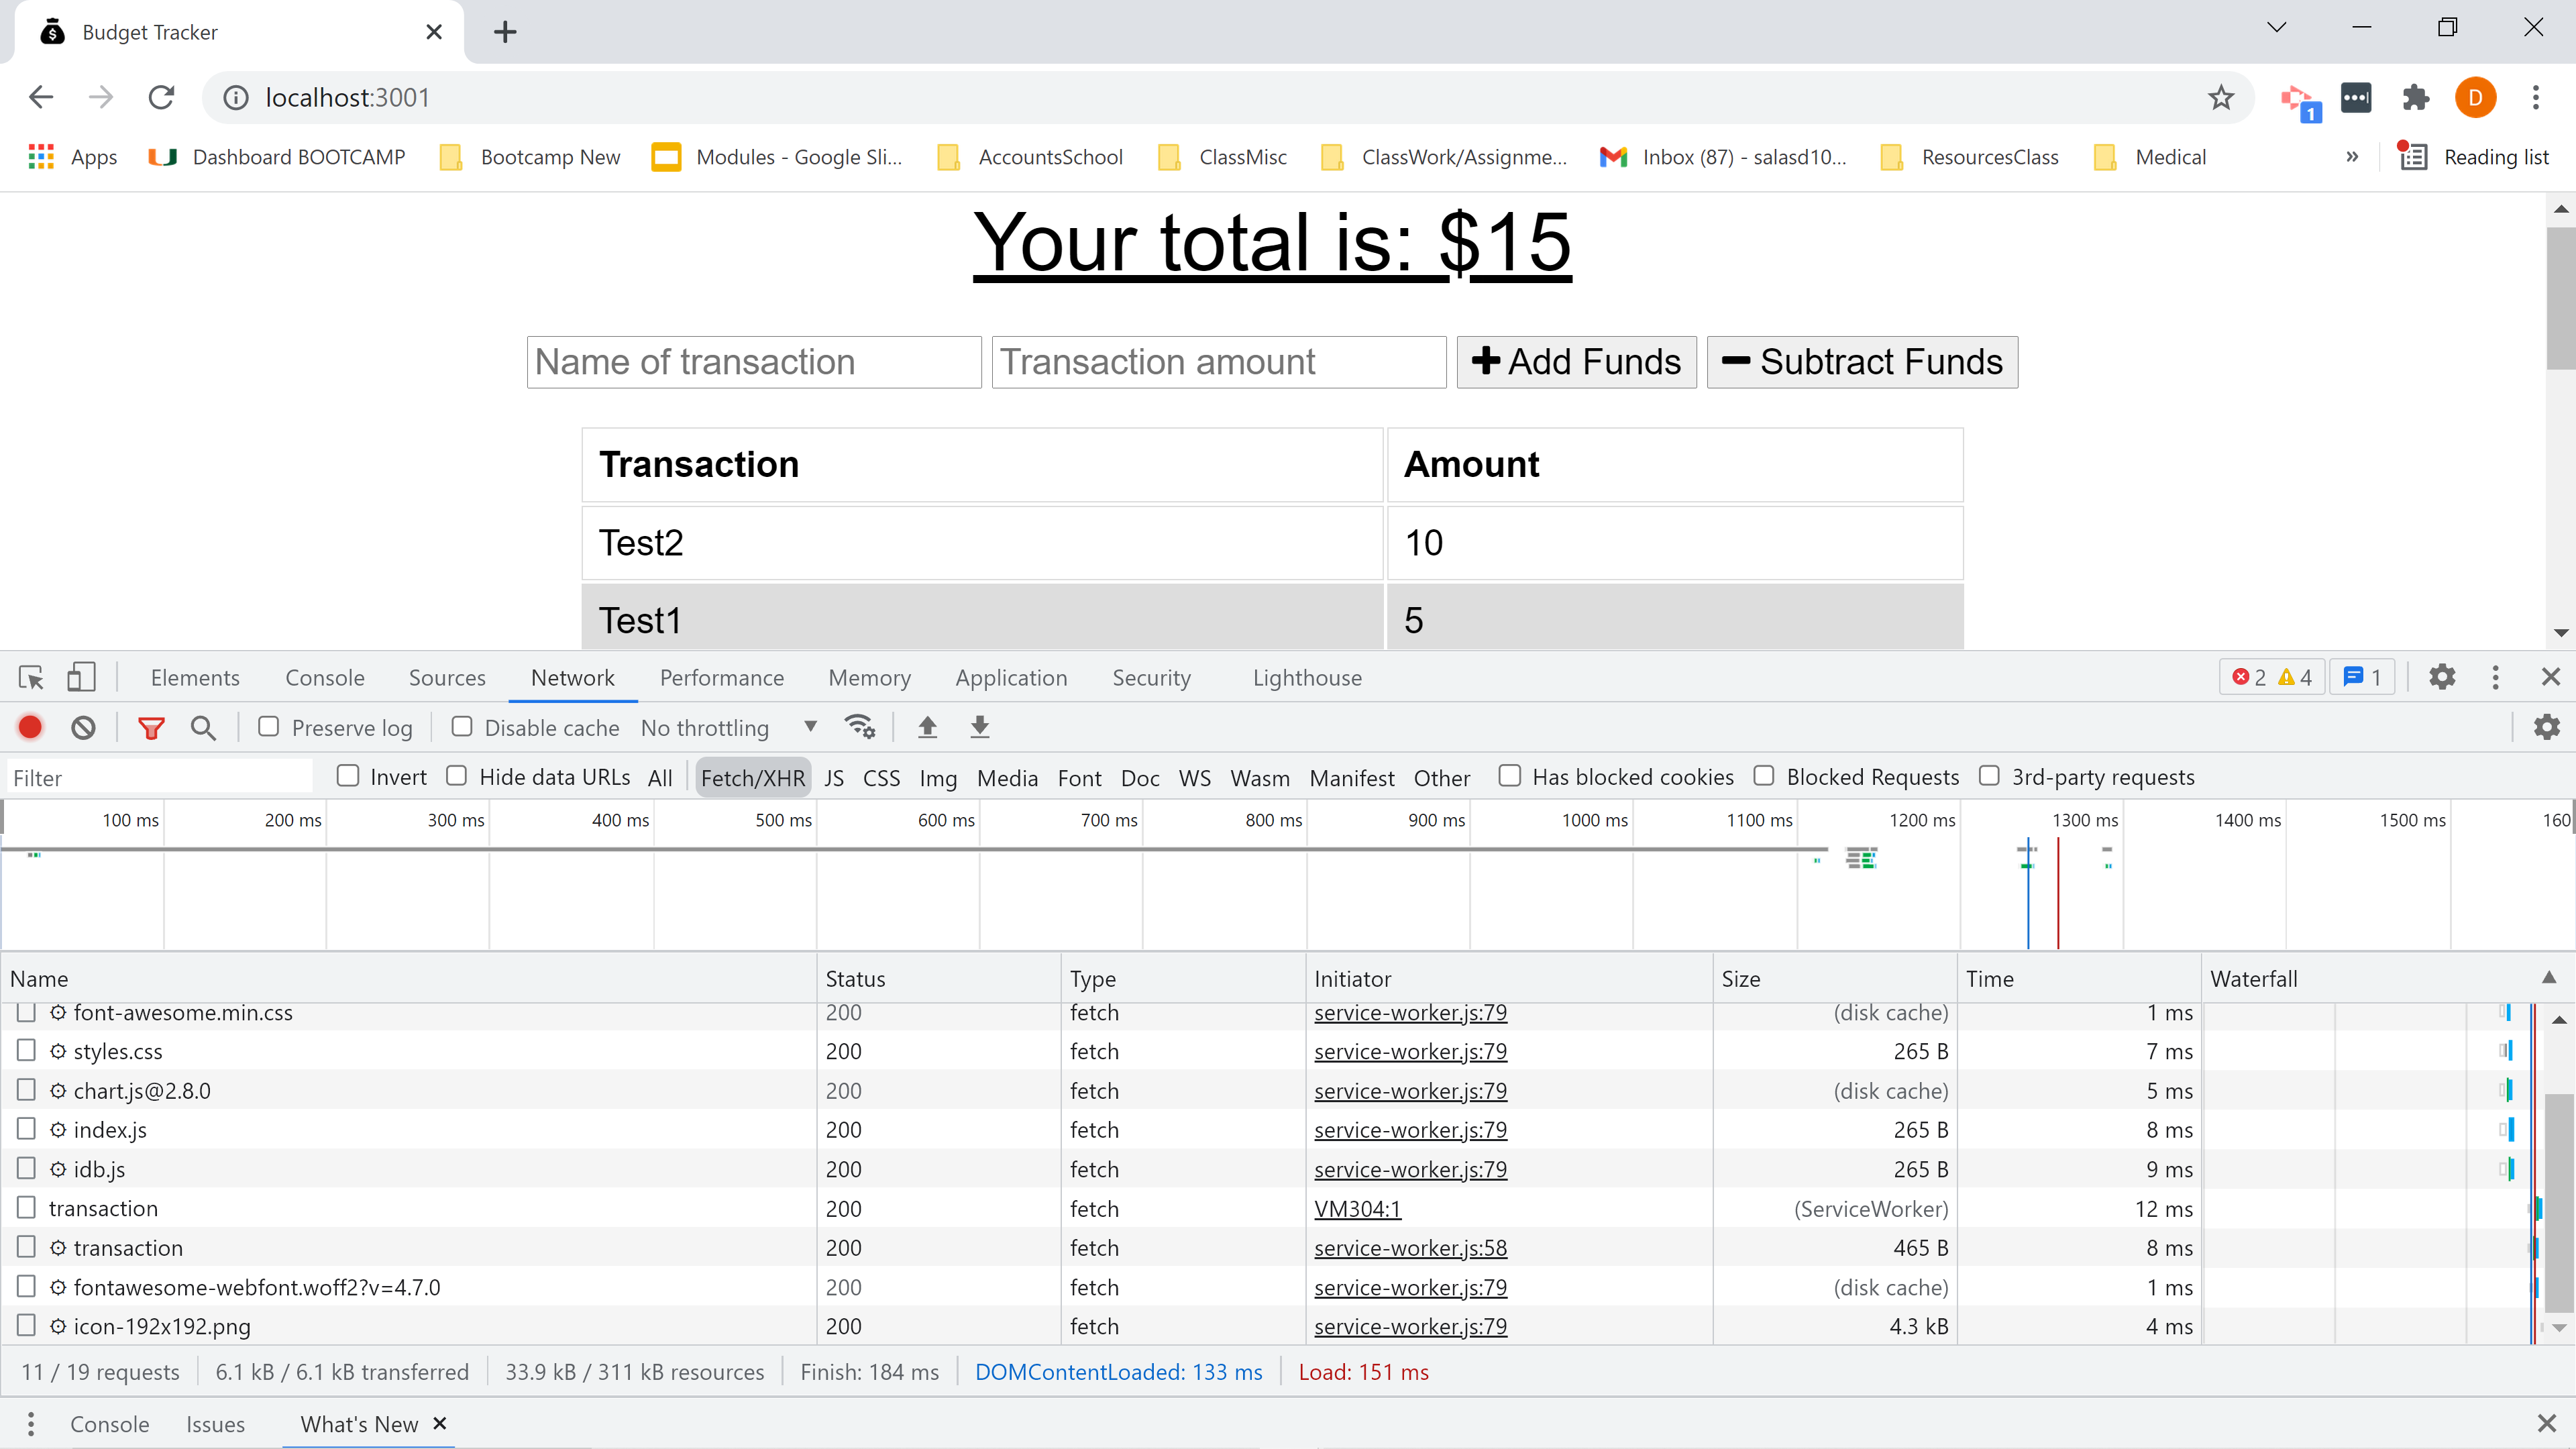 Budget Tracker
localhost:3001
1
D
Apps Dashboard BOOTCAMP Bootcamp New Modules - Google Sli... AccountsSchool ClassMisc ClassWork/Assignme... Inbox (87) - salasd10... ResourcesClass Medical » Reading list
Your total is: $15
Name of transaction Transaction amount Add Funds Subtract Funds
Transaction Amount
Test2 10
Test1 5
Elements Console Sources Network Performance Memory Application Security Lighthouse 2 4 1
Preserve log Disable cache No throttling
Filter Invert Hide data URLs All Fetch/XHR JS CSS Img Media Font Doc WS Wasm Manifest Other Has blocked cookies Blocked Requests 3rd-party requests
100 ms 200 ms 300 ms 400 ms 500 ms 600 ms 700 ms 800 ms 900 ms 1000 ms 1100 ms 1200 ms 1300 ms 1400 ms 1500 ms 160
Name Status Type Initiator Size Time Waterfall
font-awesome.min.css 200 fetch service-worker.js:79 (disk cache) 1 ms
styles.css 200 fetch service-worker.js:79 265 B 7 ms
chart.js@2.8.0 200 fetch service-worker.js:79 (disk cache) 5 ms
index.js 200 fetch service-worker.js:79 265 B 8 ms
idb.js 200 fetch service-worker.js:79 265 B 9 ms
transaction 200 fetch VM304:1 (ServiceWorker) 12 ms
transaction 200 fetch service-worker.js:58 465 B 8 ms
fontawesome-webfont.woff2?v=4.7.0 200 fetch service-worker.js:79 (disk cache) 1 ms
icon-192x192.png 200 fetch service-worker.js:79 4.3 kB 4 ms
11 / 19 requests 6.1 kB / 6.1 kB transferred 33.9 kB / 311 kB resources Finish: 184 ms DOMContentLoaded: 133 ms Load: 151 ms
Console Issues What's New